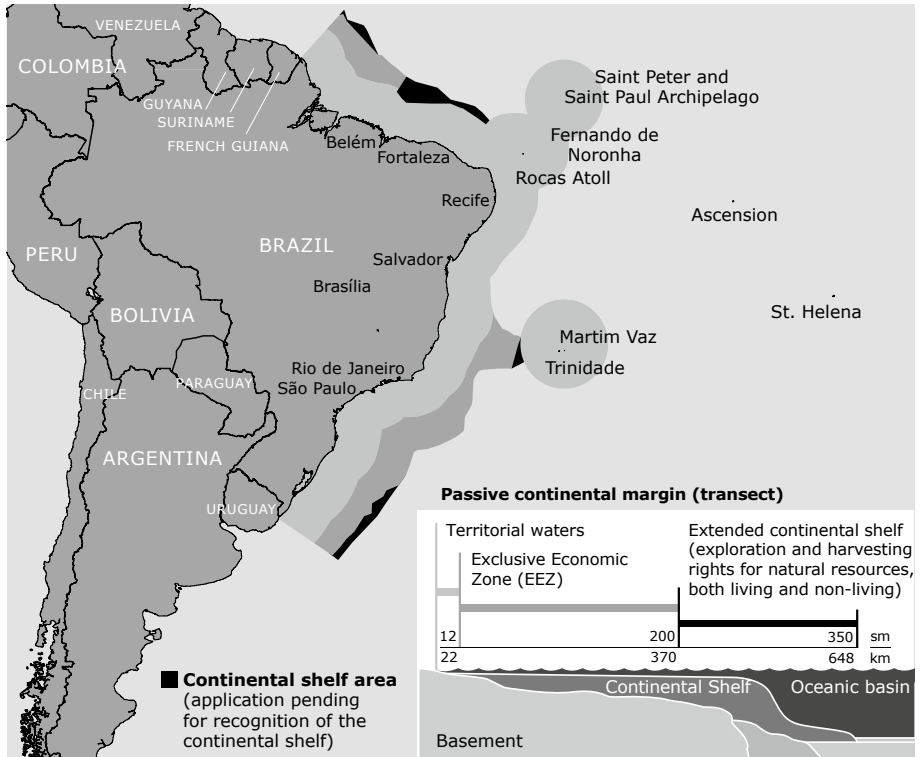 VENEZUELA
COLOMBIA
GUYANA
SURINAME
FRENCH GUIANA
Saint Peter and
Saint Paul Archipelago
Fernando de
Noronha
Rocas Atoll
Belém
Fortaleza
Recife
Ascension
PERU
BRAZIL
Salvador
Brasília
BOLIVIA
St. Helena
Martim Vaz
Trinidade
Rio de Janeiro
São Paulo
PARAGUAY
CHILE
ARGENTINA
URUGUAY
Passive continental margin (transect)
Territorial waters
Exclusive Economic
Zone (EEZ)
Extended continental shelf
(exploration and harvesting
rights for natural resources,
both living and non-living)
12 200 350 sm
22 370 648 km
Continental Shelf
Oceanic basin
Basement
Continental shelf area
(application pending
for recognition of the
continental shelf)